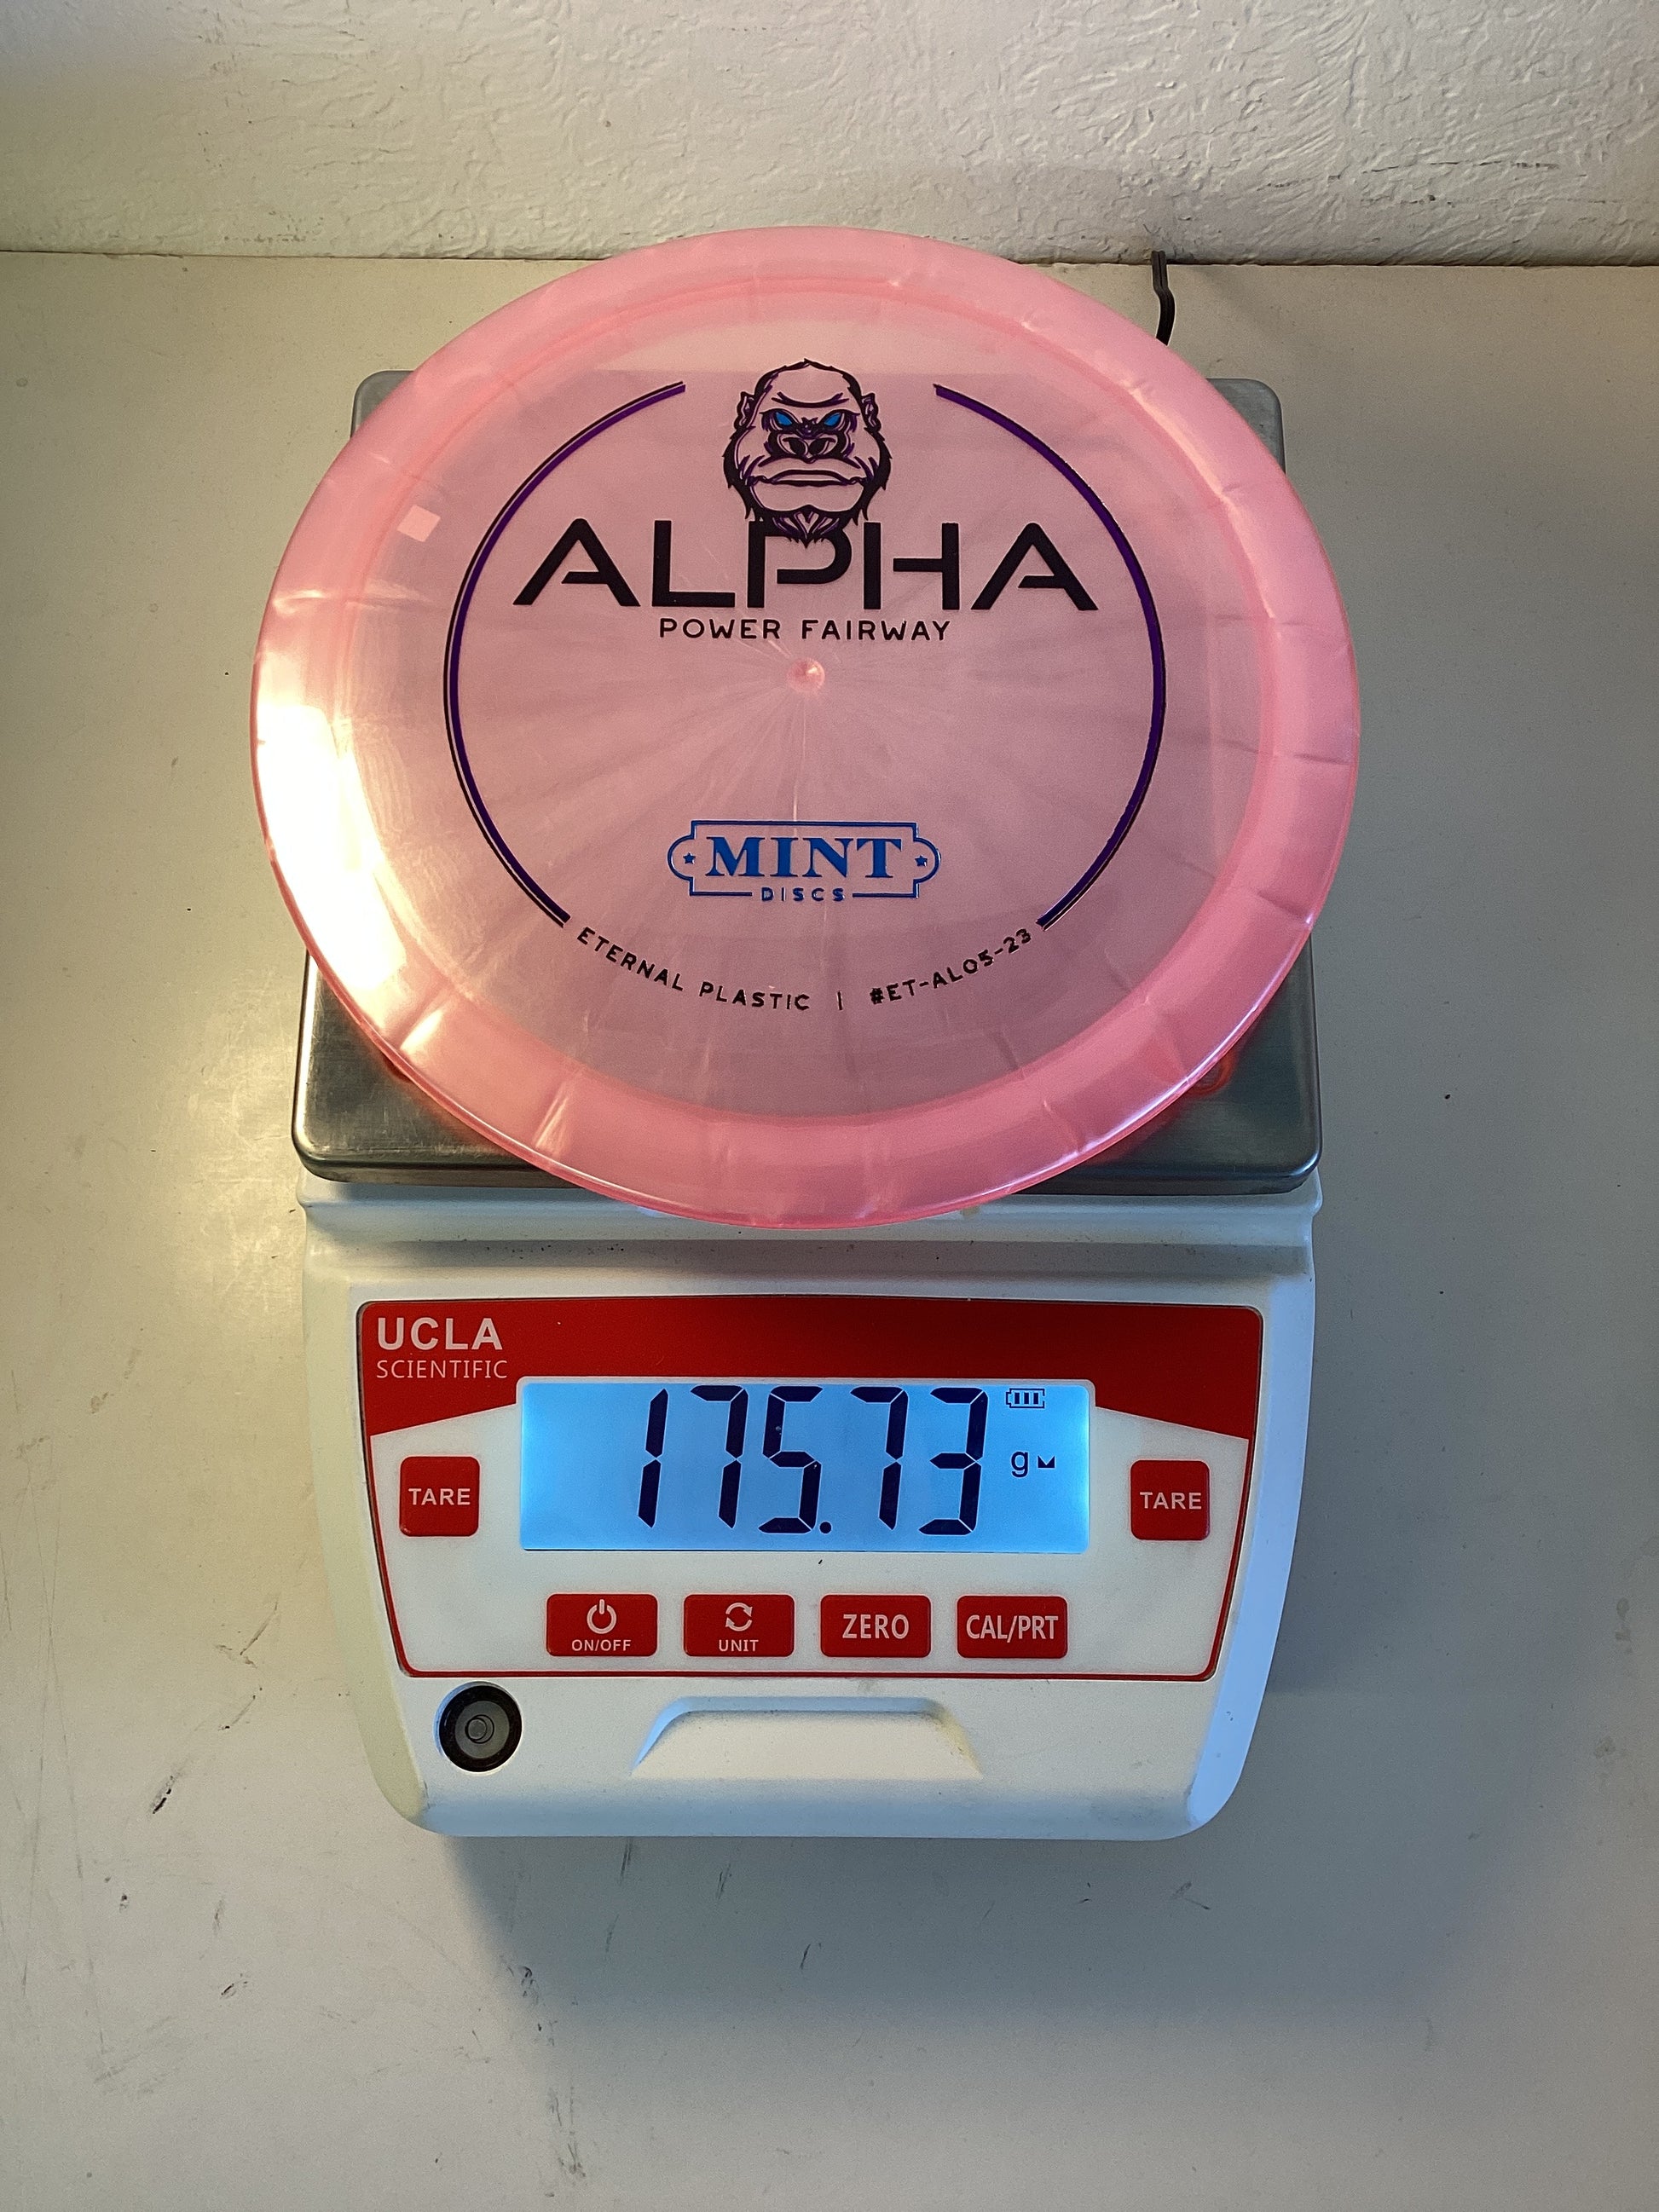 ALPHA
POWER FAIRWAY
MINT
DISCS
ETERNAL PLASTIC | #ET-AL05-23
UCLA
SCIENTIFIC
175.73 g
TARE
TARE
ON/OFF
UNIT
ZERO
CAL/PRT